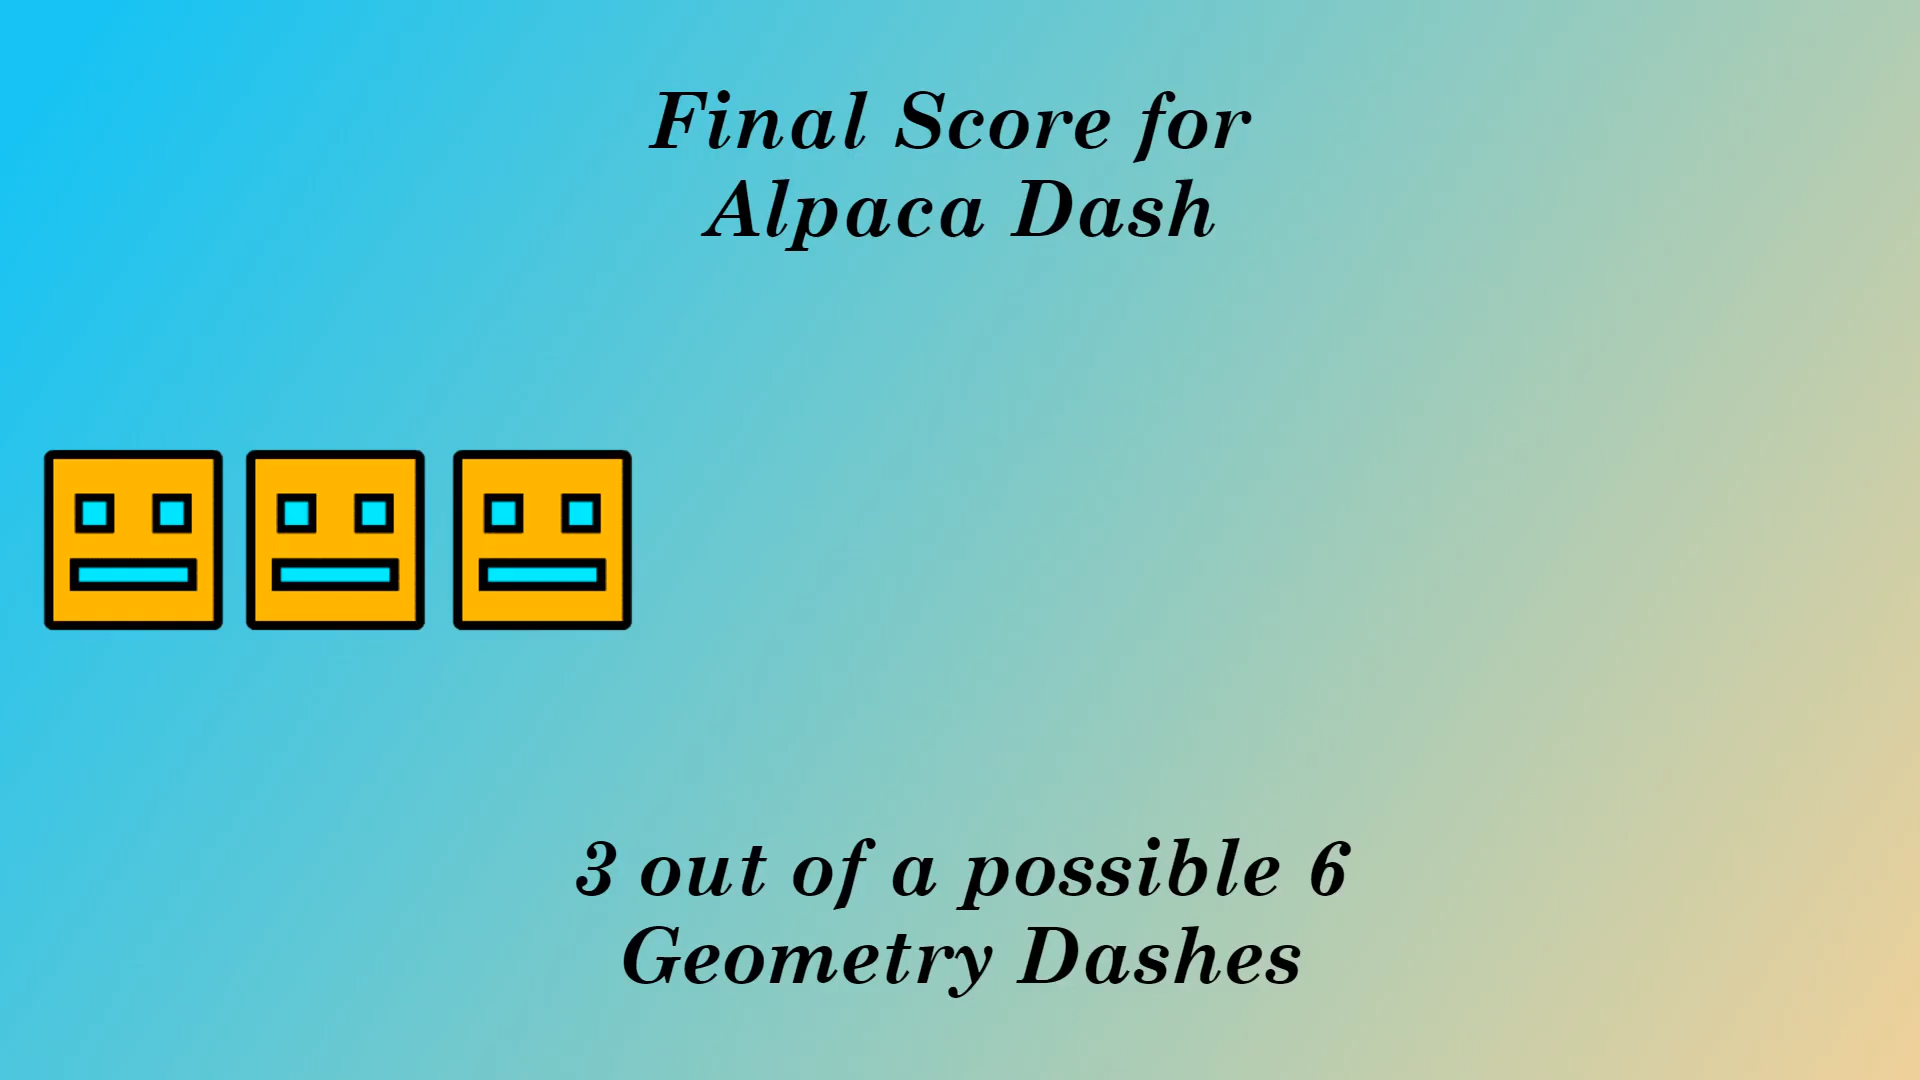 Final Score for
Alpaca Dash
3 out of a possible 6
Geometry Dashes